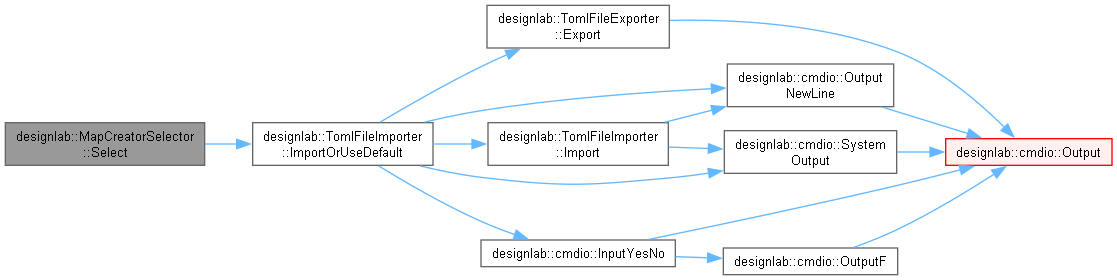 designlab::MapCreatorSelector
::Select
designlab::TomlFileImporter
::ImportOrUseDefault
designlab::TomlFileExporter
::Export
designlab::TomlFileImporter
::Import
designlab::cmdio::InputYesNo
designlab::cmdio::Output
NewLine
designlab::cmdio::System
Output
designlab::cmdio::OutputF
designlab::cmdio::Output